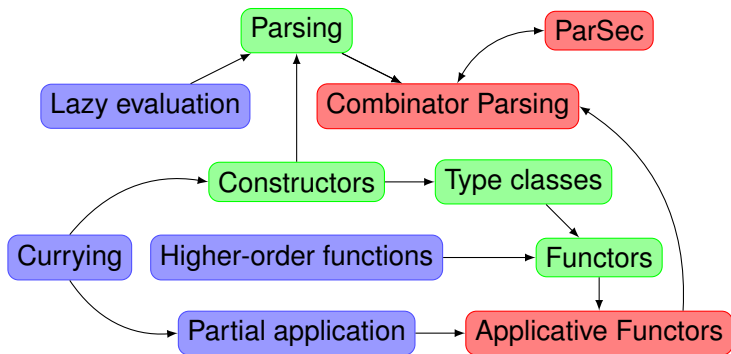 Parsing
ParSec
Lazy evaluation
Combinator Parsing
Constructors
Type classes
Currying
Higher-order functions
Functors
Partial application
Applicative Functors